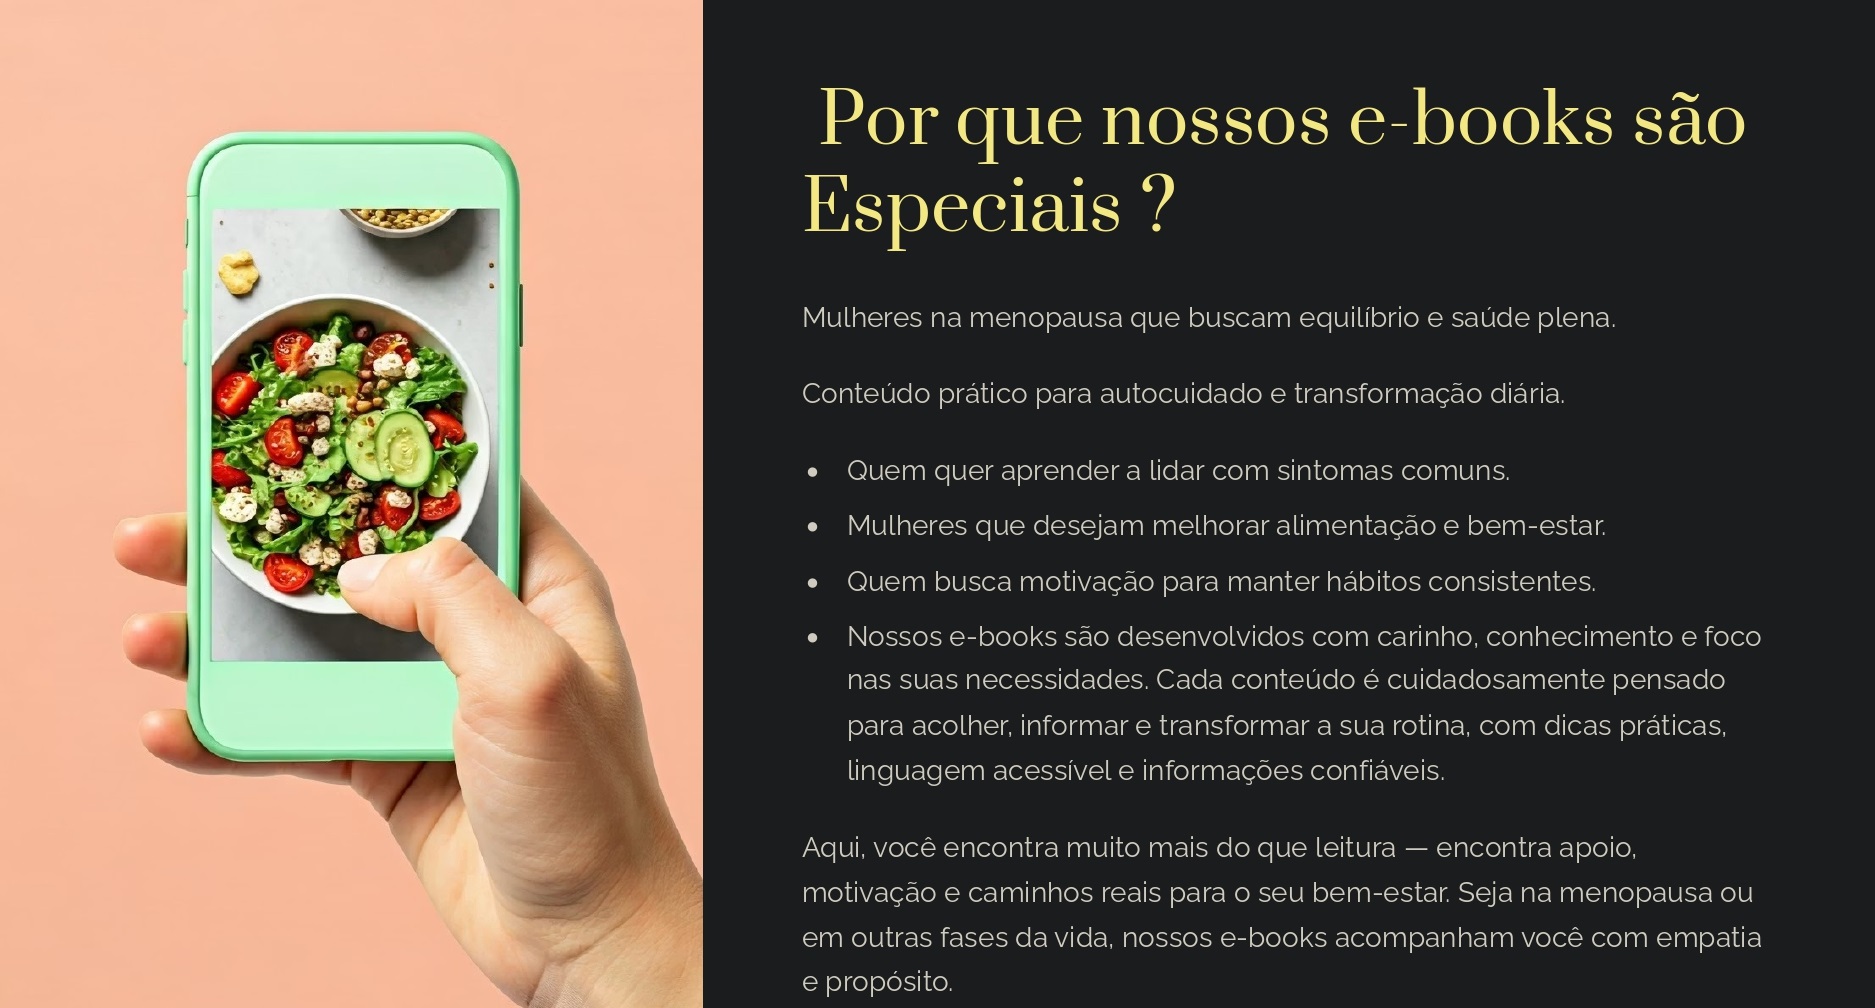 Por que nossos e-books são
Especiais ?
Mulheres na menopausa que buscam equilíbrio e saúde plena.
Conteúdo prático para autocuidado e transformação diária.
• Quem quer aprender a lidar com sintomas comuns.
• Mulheres que desejam melhorar alimentação e bem-estar.
• Quem busca motivação para manter hábitos consistentes.
• Nossos e-books são desenvolvidos com carinho, conhecimento e foco
nas suas necessidades. Cada conteúdo é cuidadosamente pensado
para acolher, informar e transformar a sua rotina, com dicas práticas,
linguagem acessível e informações confiáveis.
Aqui, você encontra muito mais do que leitura — encontra apoio,
motivação e caminhos reais para o seu bem-estar. Seja na menopausa ou
em outras fases da vida, nossos e-books acompanham você com empatia
e propósito.